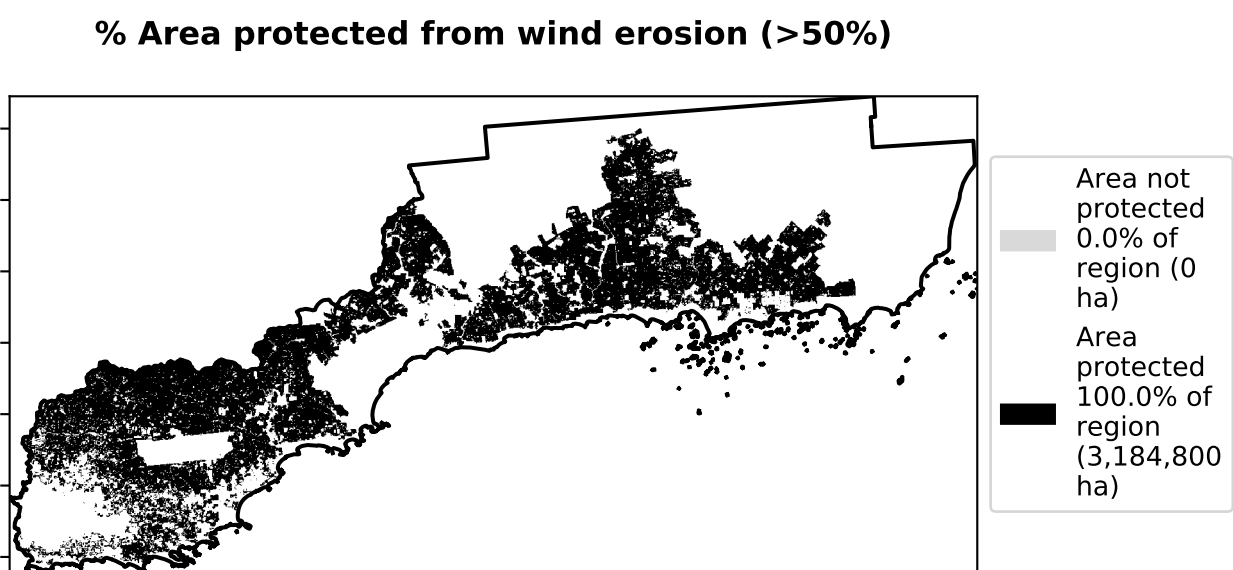 % Area protected from wind erosion (>50%)
Area not
protected
0.0% of
region (0
ha)
Area
protected
100.0% of
region
(3,184,800
ha)